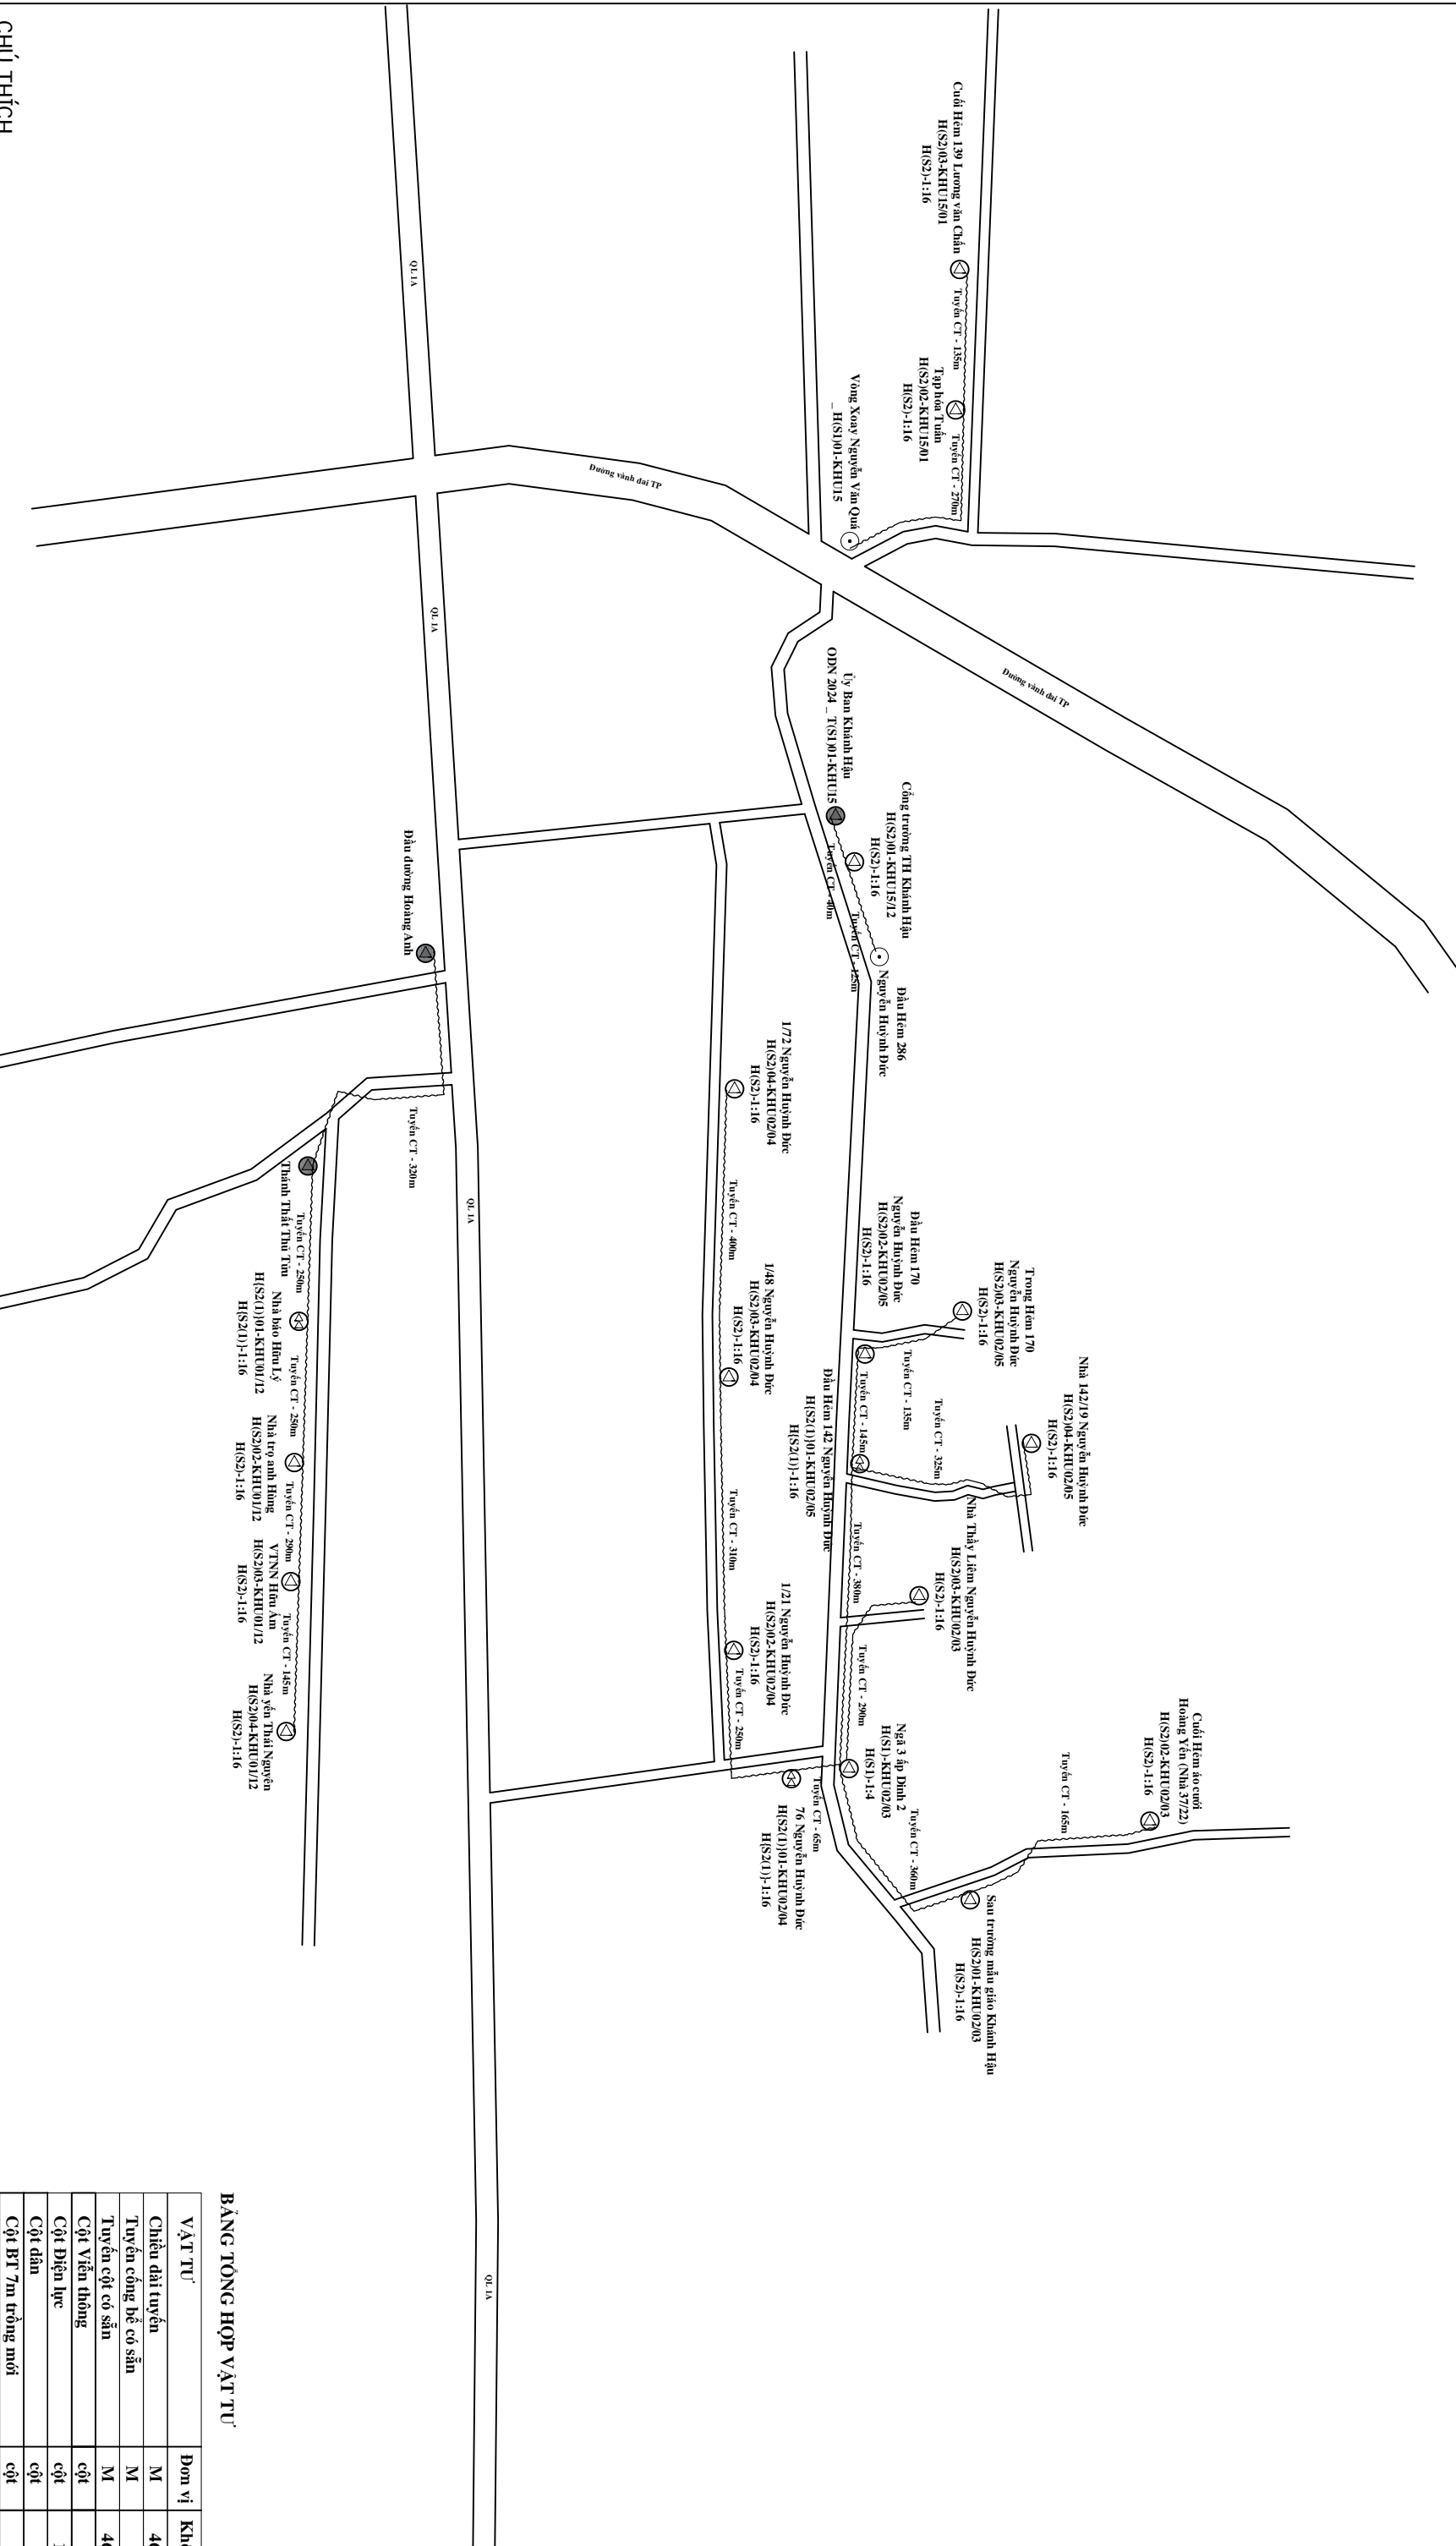 CHÚ THÍCH
Cuối Hẻm 139 Lương văn Chấn
H(S2)03-KHU15/01
H(S2)-1:16
Tuyến CT - 135m
Tạp hóa Tuấn
H(S2)02-KHU15/01
H(S2)-1:16
Tuyến CT - 270m
Vòng Xoay Nguyễn Văn Quá
_ H(S1)01-KHU15
QL 1A
Đường vành đai TP
QL 1A
Đường vành đai TP
Ủy Ban Khánh Hậu
ODN 2024 _ T(S1)01-KHU15
Cổng trường TH Khánh Hậu
H(S2)01-KHU15/12
H(S2)-1:16
Tuyến CT - 40m
Tuyến CT - 125m
Đầu Hẻm 286
Nguyễn Huỳnh Đức
Đầu đường Hoàng Anh
Tuyến CT - 320m
1/72 Nguyễn Huỳnh Đức
H(S2)04-KHU02/04
H(S2)-1:16
Tuyến CT - 400m
QL 1A
Đầu Hẻm 170
Nguyễn Huỳnh Đức
H(S2)02-KHU02/05
H(S2)-1:16
Trong Hẻm 170
Nguyễn Huỳnh Đức
H(S2)03-KHU02/05
H(S2)-1:16
Tuyến CT - 135m
Tuyến CT - 145m
Tuyến CT - 325m
Nhà 142/19 Nguyễn Huỳnh Đức
H(S2)04-KHU02/05
H(S2)-1:16
1/48 Nguyễn Huỳnh Đức
H(S2)03-KHU02/04
H(S2)-1:16
Đầu Hẻm 142 Nguyễn Huỳnh Đức
H{S2(1)}01-KHU02/05
H{S2(1)}-1:16
Thánh Thất Thủ Tửu
Tuyến CT - 250m
Nhà báo Hữu Lý
H{S2(1)}01-KHU01/12
H{S2(1)}-1:16
Tuyến CT - 250m
Nhà trọ anh Hùng
H(S2)02-KHU01/12
H(S2)-1:16
Tuyến CT - 290m
VTNN Hữu Ấm
H(S2)03-KHU01/12
H(S2)-1:16
Tuyến CT - 145m
Nhà yến Thái Nguyên
H(S2)04-KHU01/12
H(S2)-1:16
Tuyến CT - 310m
Tuyến CT - 380m
Nhà Thầy Liêm Nguyễn Huỳnh Đức
H(S2)03-KHU02/03
H(S2)-1:16
Tuyến CT - 290m
1/21 Nguyễn Huỳnh Đức
H(S2)02-KHU02/04
H(S2)-1:16
Tuyến CT - 250m
Ngã 3 ấp Dinh 2
H(S1)-KHU02/03
H(S1)-1:4
Tuyến CT - 65m
76 Nguyễn Huỳnh Đức
H{S2(1)}01-KHU02/04
H{S2(1)}-1:16
Tuyến CT - 360m
Cuối Hẻm áo cưới
Hoàng Yến (Nhà 37/22)
H(S2)02-KHU02/03
H(S2)-1:16
Tuyến CT - 165m
Sau trường mẫu giáo Khánh Hậu
H(S2)01-KHU02/03
H(S2)-1:16
QL 1A
BẢNG TỔNG HỢP VẬT TƯ
VẬT TƯ Đơn vị
Chiều dài tuyến M
Tuyến cống bể có sẵn M
Tuyến cột có sẵn M
Cột Viễn thông cột
Cột Điện lực cột
Cột dân cột
Cột BT 7m trồng mới cột